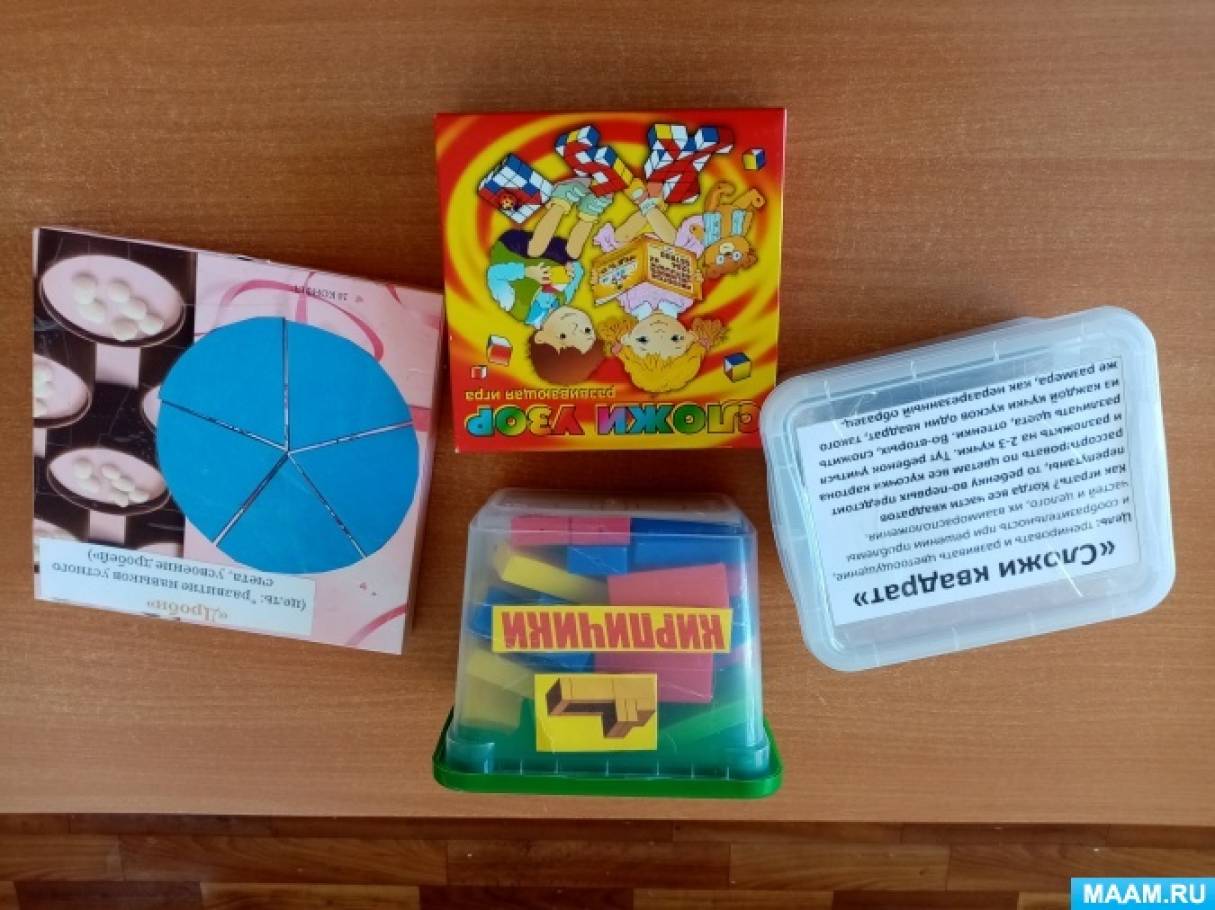 СЛОЖИ УЗОР
развивающая игра
«Сложи квадрат»
Цель: тренировать и развивать цветоощущение,
сообразительность при решении проблемы
частей и целого, их взаиморасположения.
Как играть? Когда все части квадратов
перепутаны, то ребенку во-первых предстоит
рассортировать по цветам все кусочки картона
и разложить на 2-3 кучки. Тут ребенок учиться
различать цвета, оттенки. Во-вторых, сложить
из каждой кучки кусков один квадрат, такого
же размера, как неразрезанный образец.
КИРПИЧИКИ
«Дроби»
(цель: *развитие навыков устного
счета, усвоение дробей»)
MAAM.RU